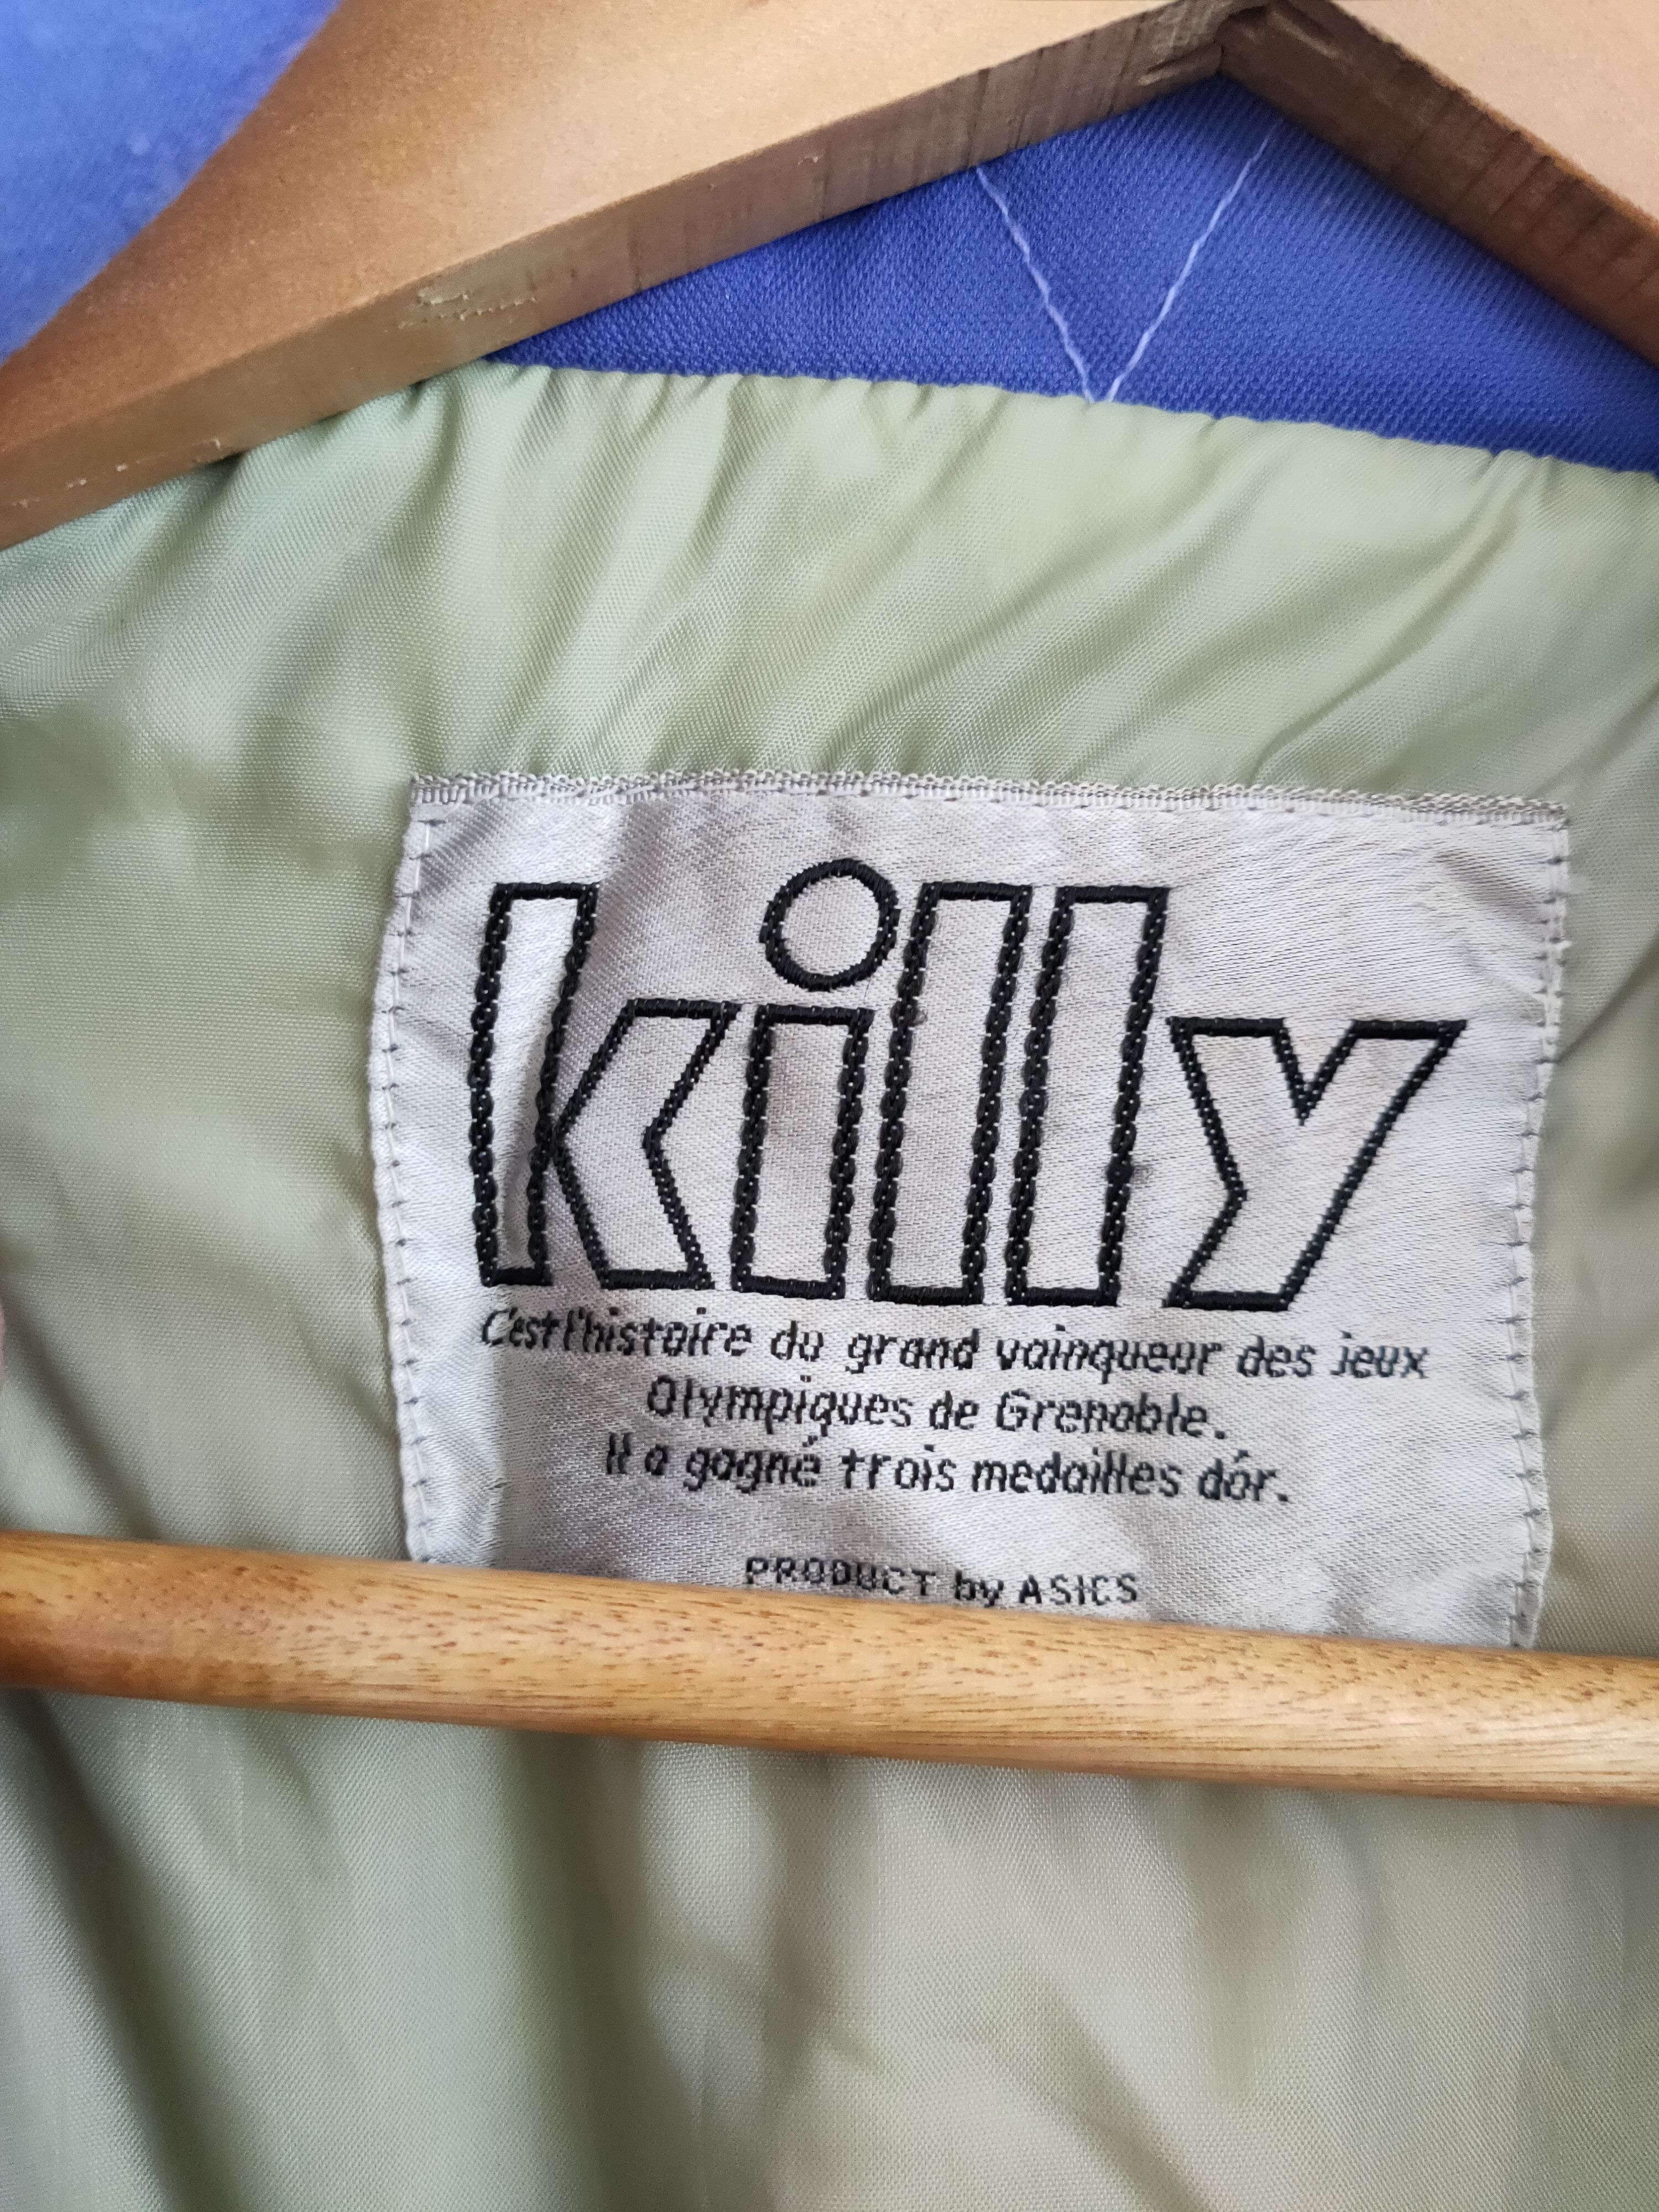 killy
C'est l'histoire du grand vainqueur des jeux
Olympiques de Grenoble.
Il a gagné trois medailles dór.
PRODUCT by ASICS